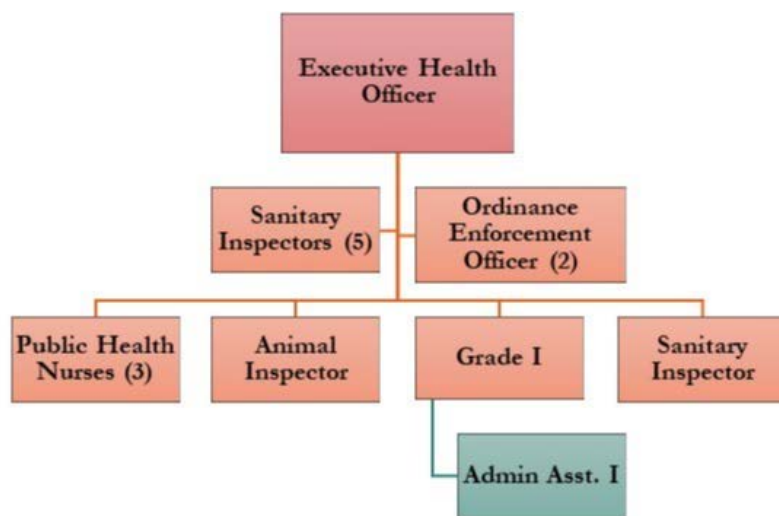 Executive Health
Officer
Sanitary
Inspectors (5)
Ordinance
Enforcement
Officer (2)
Public Health
Nurses (3)
Animal
Inspector
Grade I
Sanitary
Inspector
Admin Asst. I